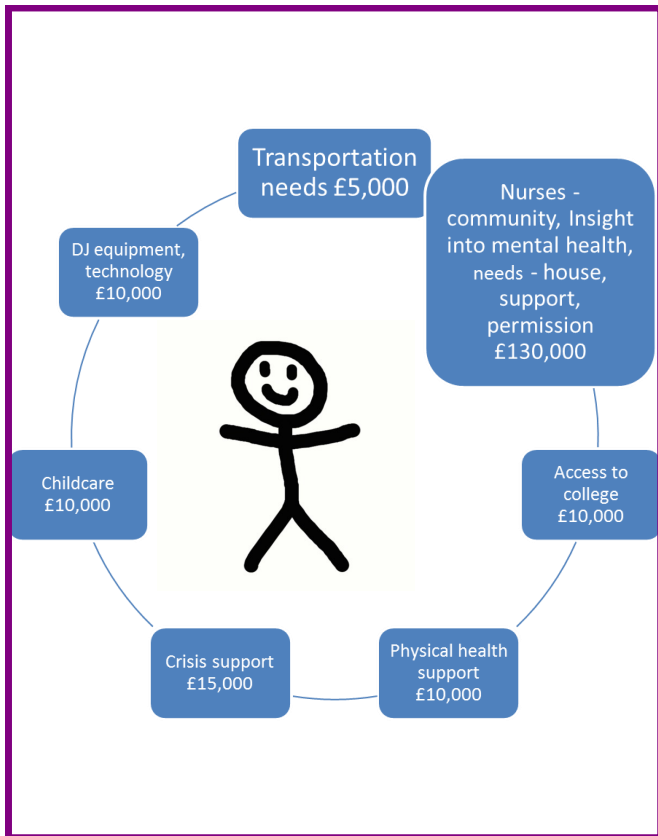 Transportation
needs £5,000
Nurses -
community, Insight
into mental health,
needs - house,
support,
permission
£130,000
Access to
college
£10,000
Physical health
support
£10,000
Crisis support
£15,000
Childcare
£10,000
DJ equipment,
technology
£10,000